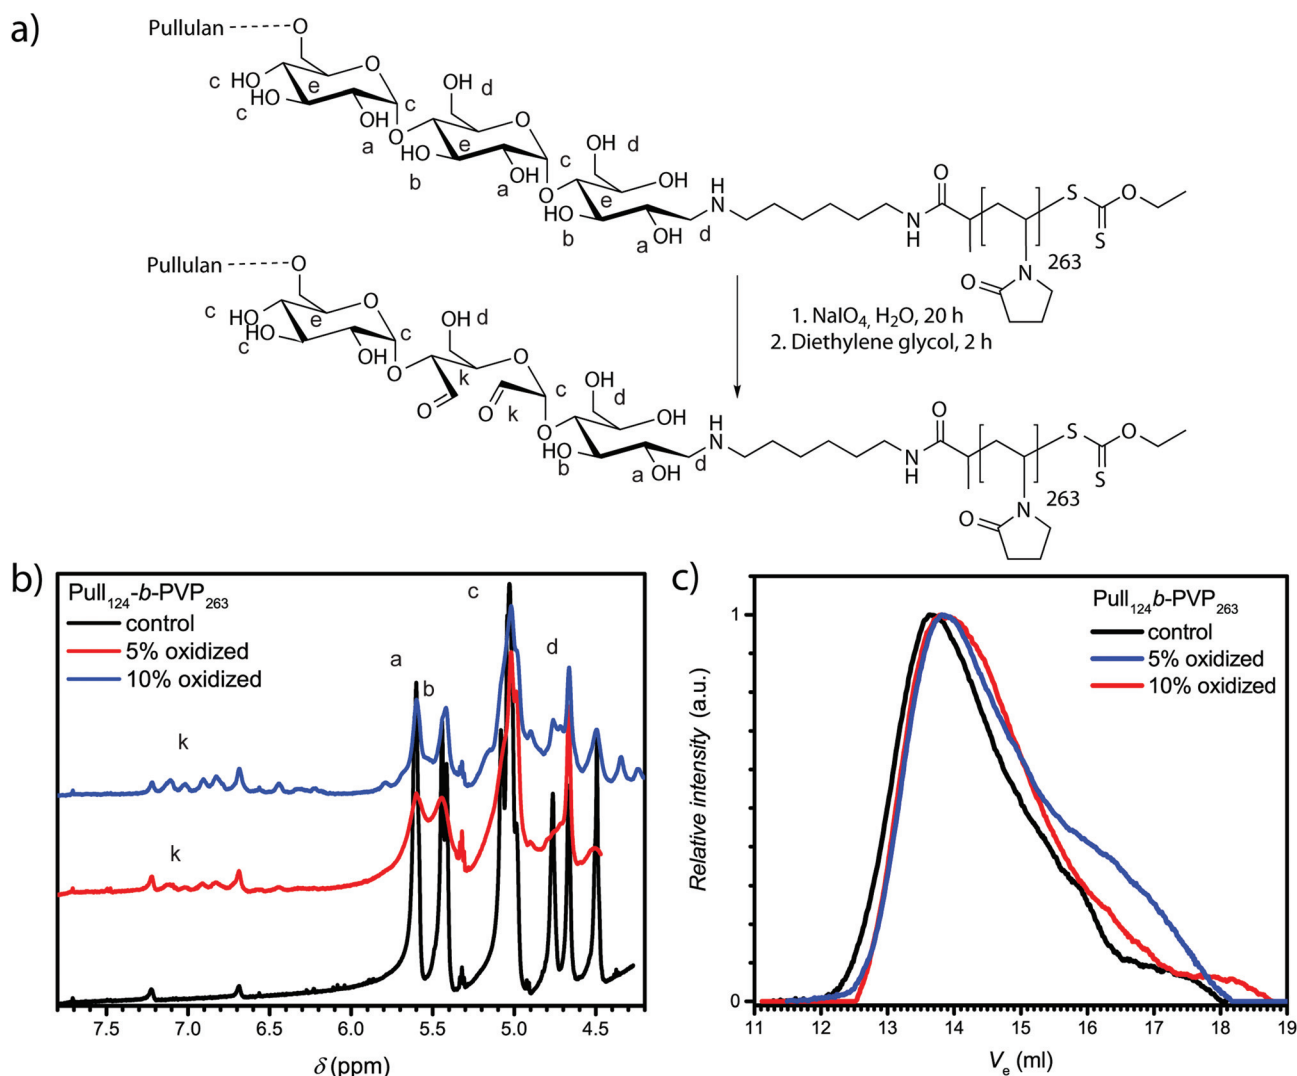 a)
Pullulan
O
O
HO
c
e
HO
c
OH
a
c
O
OH
d
O
HO
b
e
OH
a
c
O
OH
d
OH
HO
b
e
OH
a
d
H
N
N
H
O
S
O
S
N
O
263
1. NaIO₄, H₂O, 20 h
2. Diethylene glycol, 2 h
Pullulan
O
O
HO
c
e
HO
c
OH
c
O
OH
d
O
k
O
O
k
c
O
OH
d
OH
HO
b
OH
a
d
H
N
N
H
O
S
O
S
N
O
263
b)
Pull₁₂₄-b-PVP₂₆₃
control
5% oxidized
10% oxidized
a
b
c
d
k
k
7.5 7.0 6.5 6.0 5.5 5.0 4.5
δ (ppm)
c)
Pull₁₂₄b-PVP₂₆₃
control
5% oxidized
10% oxidized
Relative intensity (a.u.)
1
0
11 12 13 14 15 16 17 18 19
Vₑ (ml)